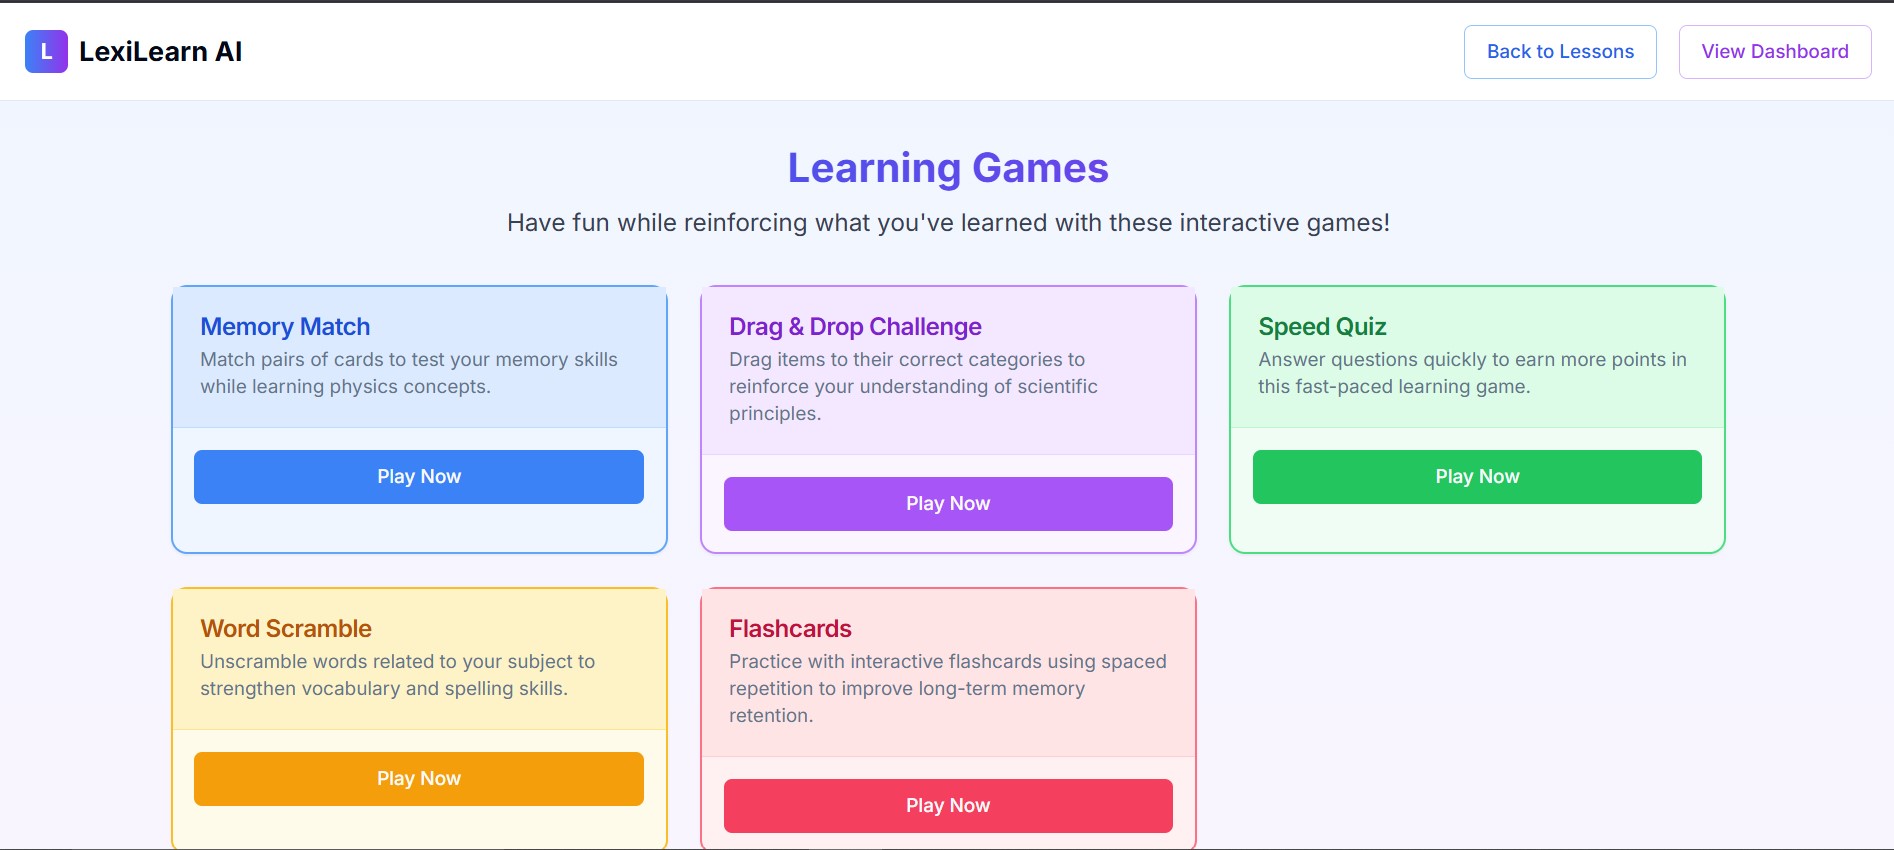 L
LexiLearn AI
Back to Lessons
View Dashboard
Learning Games
Have fun while reinforcing what you've learned with these interactive games!
Memory Match
Match pairs of cards to test your memory skills
while learning physics concepts.
Play Now
Drag & Drop Challenge
Drag items to their correct categories to
reinforce your understanding of scientific
principles.
Play Now
Speed Quiz
Answer questions quickly to earn more points in
this fast-paced learning game.
Play Now
Word Scramble
Unscramble words related to your subject to
strengthen vocabulary and spelling skills.
Play Now
Flashcards
Practice with interactive flashcards using spaced
repetition to improve long-term memory
retention.
Play Now